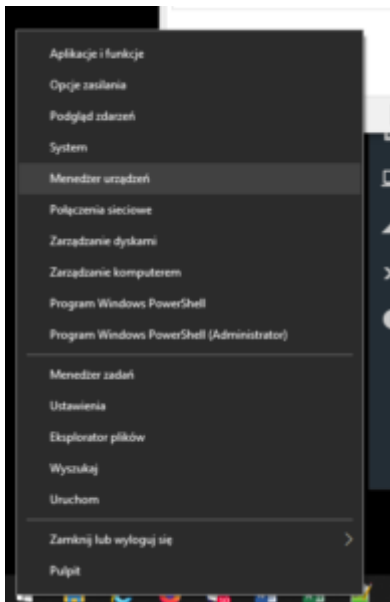 Aplikacje i funkcje
Opcje zasilania
Podgląd zdarzeń
System
Menedżer urządzeń
Połączenia sieciowe
Zarządzanie dyskami
Zarządzanie komputerem
Program Windows PowerShell
Program Windows PowerShell (Administrator)
Menedżer zadań
Ustawienia
Eksplorator plików
Wyszukaj
Uruchom
Zamknij lub wyloguj się
Pulpit